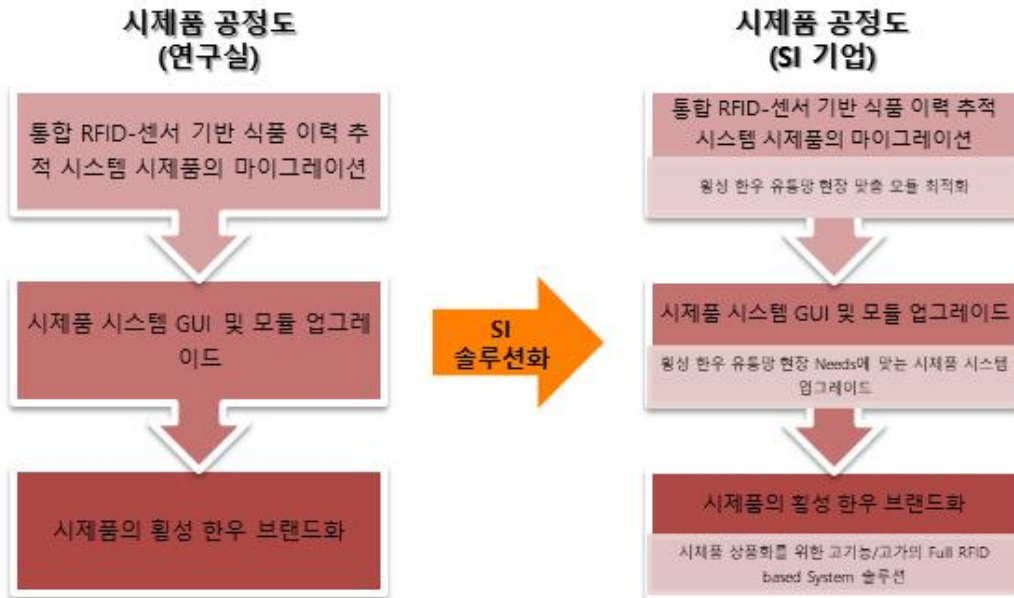 시제품 공정도
(연구실)
통합 RFID-센서 기반 식품 이력 추
적 시스템 시제품의 마이그레이션
시제품 시스템 GUI 및 모듈 업그레
이드
시제품의 횡성 한우 브랜드화
SI
솔루션화
시제품 공정도
(SI 기업)
통합 RFID-센서 기반 식품 이력 추적
시스템 시제품의 마이그레이션
횡성 한우 유통망 현장 맞춤 모듈 최적화
시제품 시스템 GUI 및 모듈 업그레이드
횡성 한우 유통망 현장 Needs에 맞는 시제품 시스템
업그레이드
시제품의 횡성 한우 브랜드화
시제품 상품화를 위한 고기능/고가의 Full RFID
based System 솔루션